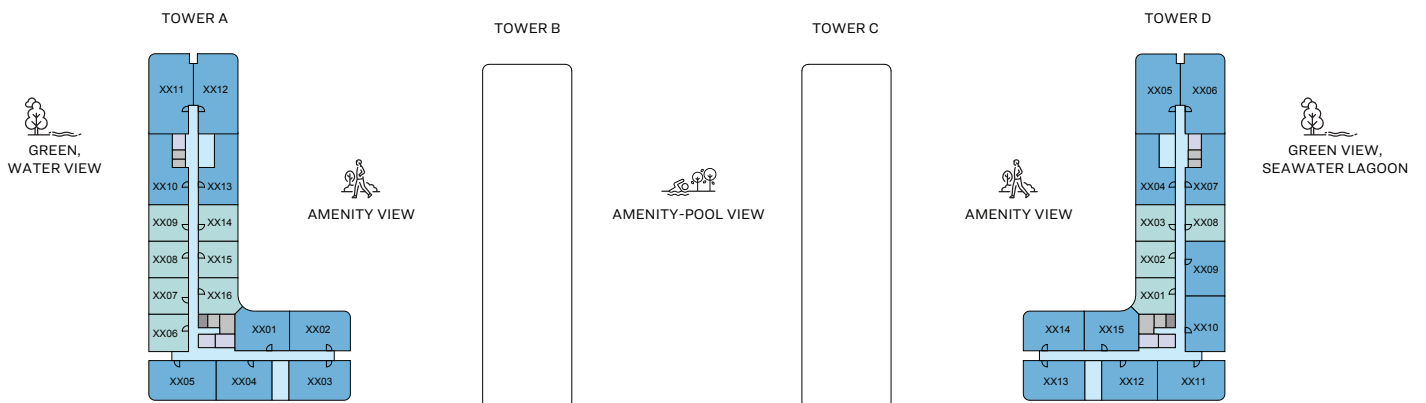 TOWER A
TOWER B
TOWER C
TOWER D
XX11
XX12
XX05
XX06
GREEN,
WATER VIEW
GREEN VIEW,
SEAWATER LAGOON
XX10
XX13
XX04
XX07
AMENITY VIEW
AMENITY-POOL VIEW
AMENITY VIEW
XX09
XX14
XX03
XX08
XX08
XX15
XX02
XX09
XX07
XX16
XX01
XX06
XX01
XX02
XX14
XX15
XX10
XX05
XX04
XX03
XX13
XX12
XX11